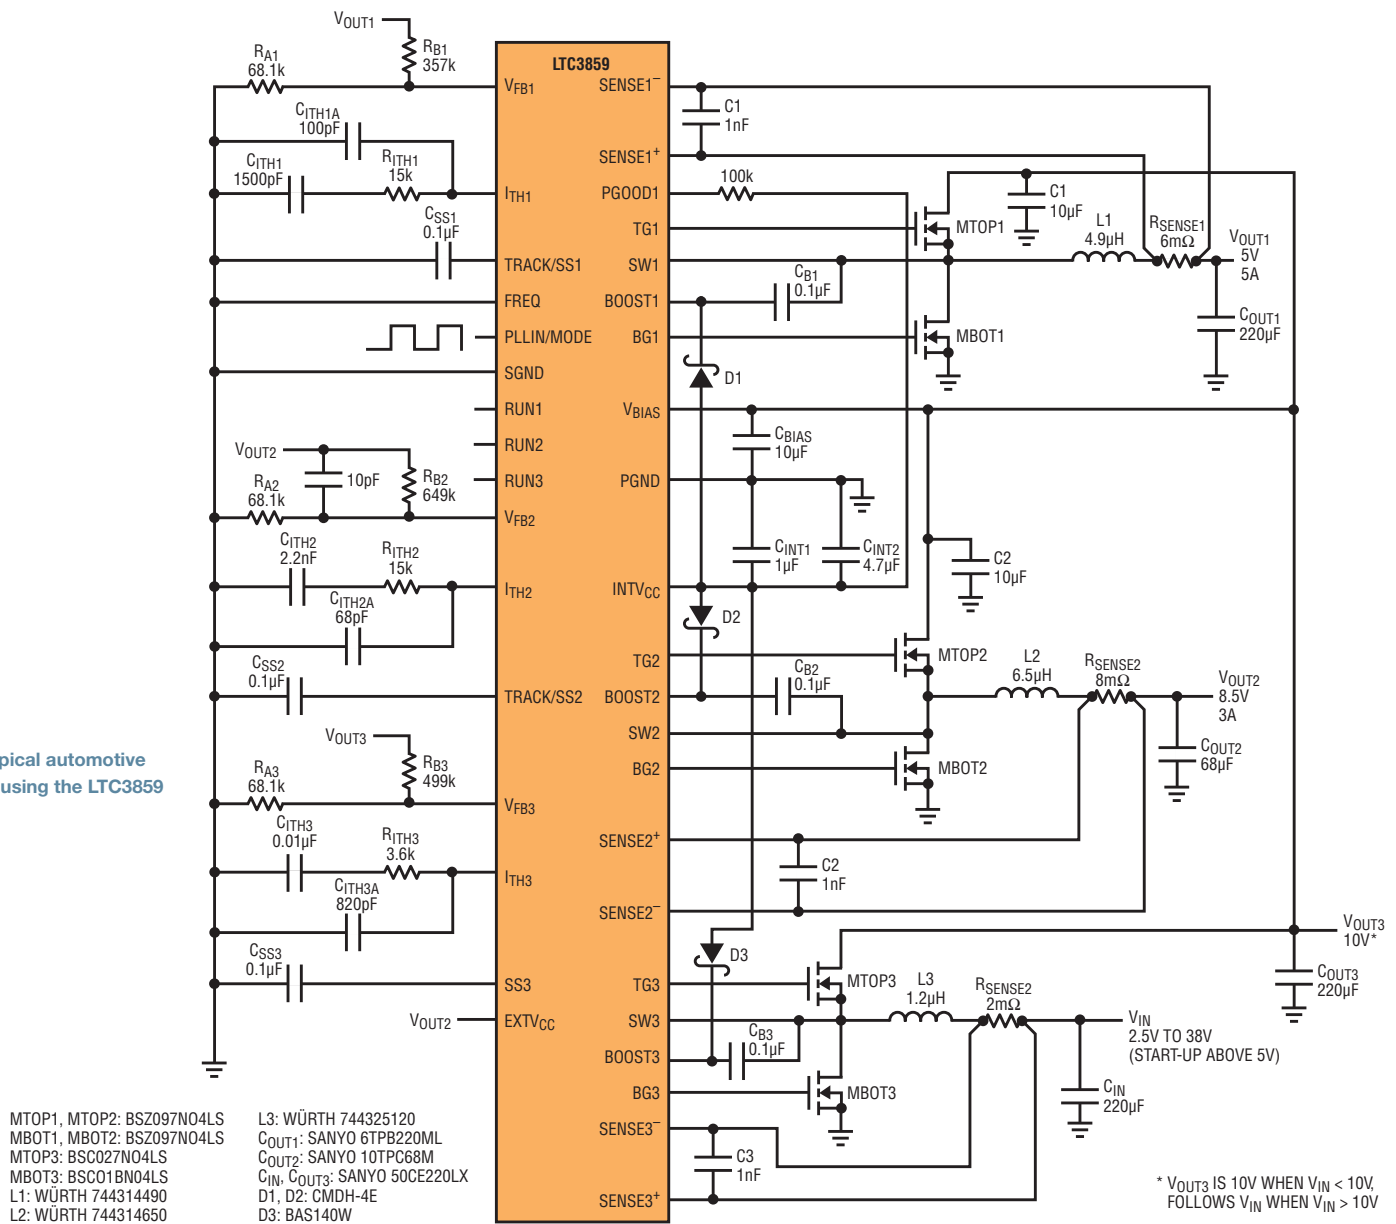 VOUT1
RB1
357k
RA1
68.1k
CITH1A
100pF
CITH1
1500pF
RITH1
15k
CSS1
0.1µF
VOUT2
10pF
RB2
649k
RA2
68.1k
CITH2
2.2nF
RITH2
15k
CITH2A
68pF
CSS2
0.1µF
VOUT3
RB3
499k
RA3
68.1k
CITH3
0.01µF
RITH3
3.6k
CITH3A
820pF
CSS3
0.1µF
VOUT2
pical automotive
using the LTC3859
LTC3859
VFB1
ITH1
TRACK/SS1
FREQ
PLLIN/MODE
SGND
RUN1
RUN2
RUN3
VFB2
ITH2
TRACK/SS2
VFB3
ITH3
SS3
EXTVCC
SENSE1–
SENSE1+
PGOOD1
TG1
SW1
BOOST1
BG1
VBIAS
PGND
INTVCC
TG2
BOOST2
SW2
BG2
SENSE2+
SENSE2–
TG3
SW3
BOOST3
BG3
SENSE3–
SENSE3+
C1
1nF
100k
MTOP1
C1
10µF
L1
4.9µH
RSENSE1
6mΩ
VOUT1
5V
5A
CB1
0.1µF
COUT1
220µF
MBOT1
D1
CBIAS
10µF
CINT1
1µF
CINT2
4.7µF
C2
10µF
D2
MTOP2
CB2
0.1µF
L2
6.5µH
RSENSE2
8mΩ
VOUT2
8.5V
3A
COUT2
68µF
MBOT2
C2
1nF
D3
MTOP3
L3
1.2µH
RSENSE2
2mΩ
VOUT3
10V*
COUT3
220µF
VIN
2.5V TO 38V
(START-UP ABOVE 5V)
CB3
0.1µF
MBOT3
CIN
220µF
C3
1nF
MTOP1, MTOP2: BSZ097NO4LS
MBOT1, MBOT2: BSZ097NO4LS
MTOP3: BSC027NO4LS
MBOT3: BSCO1BN04LS
L1: WÜRTH 744314490
L2: WÜRTH 744314650
L3: WÜRTH 744325120
COUT1: SANYO 6TPB220ML
COUT2: SANYO 10TPC68M
CIN, COUT3: SANYO 50CE220LX
D1, D2: CMDH-4E
D3: BAS140W
* VOUT3 IS 10V WHEN VIN < 10V,
FOLLOWS VIN WHEN VIN > 10V